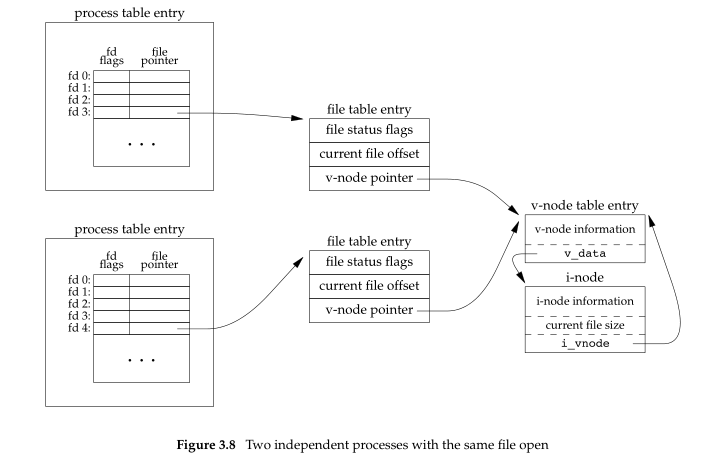 process table entry
fd flags
file pointer
fd 0:
fd 1:
fd 2:
fd 3:
• • •
file table entry
file status flags
current file offset
v-node pointer
process table entry
fd flags
file pointer
fd 0:
fd 1:
fd 2:
fd 3:
fd 4:
• • •
file table entry
file status flags
current file offset
v-node pointer
v-node table entry
v-node information
v_data
i-node
i-node information
current file size
i_vnode
Figure 3.8 Two independent processes with the same file open